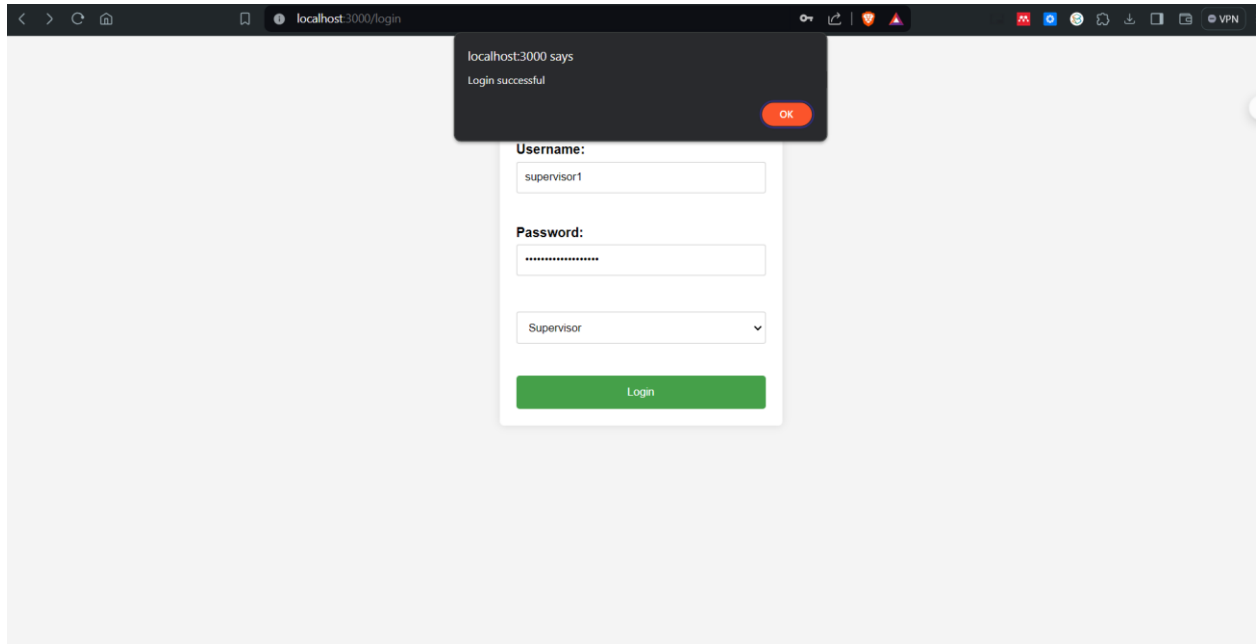 localhost:3000/login
VPN
localhost:3000 says
Login successful
OK
Username:
supervisor1
Password:
•••••••••••••••••••
Supervisor
Login